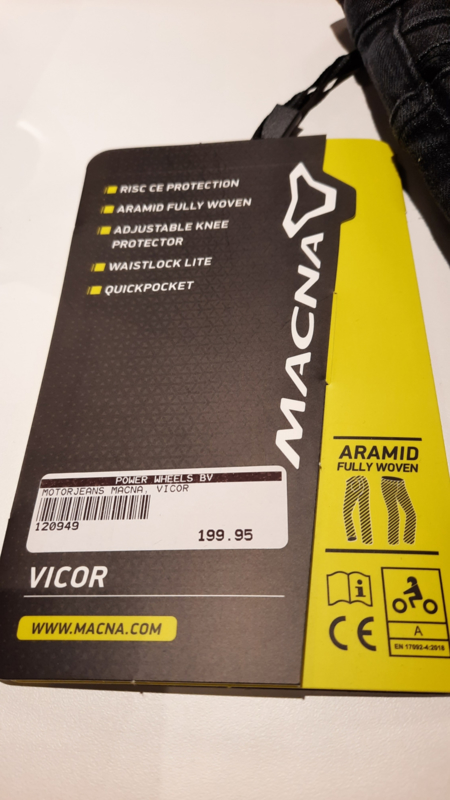 RISC CE PROTECTION
ARAMID FULLY WOVEN
ADJUSTABLE KNEE
PROTECTOR
WAISTLOCK LITE
QUICKPOCKET
MACNA
POWER WHEELS BV
MOTORJEANS MACNA, VICOR
120949
199.95
VICOR
WWW.MACNA.COM
ARAMID
FULLY WOVEN
i
CE
A
EN 17092-4:2018